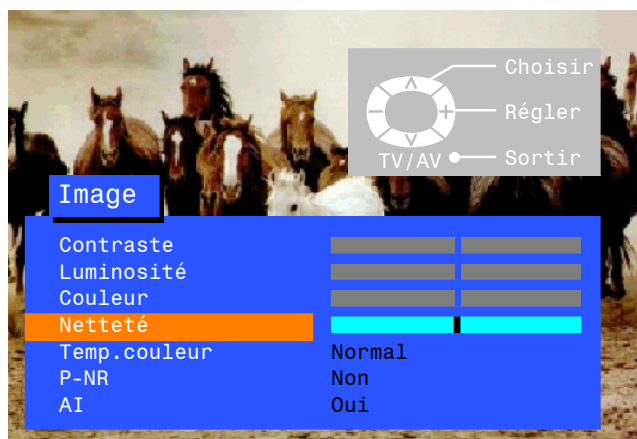 Choisir
Régler
TV/AV Sortir
Image
Contraste
Luminosité
Couleur
Netteté
Temp.couleur Normal
P-NR Non
AI Oui